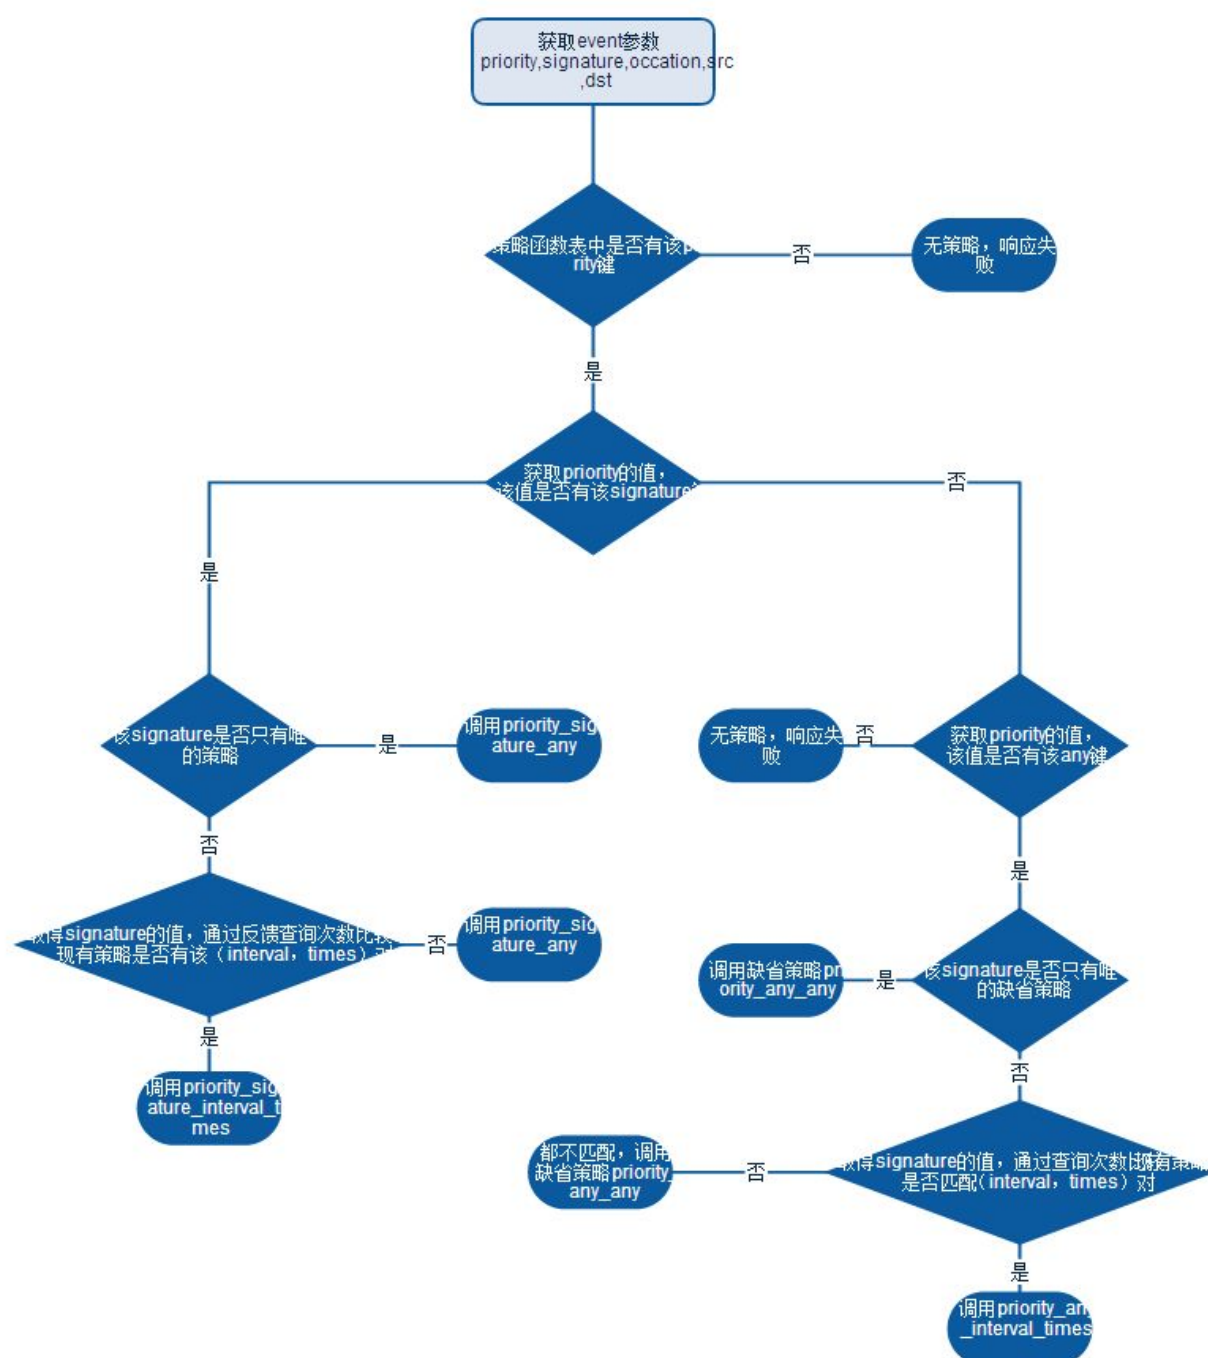 获取event参数
priority,signature,occation,src
,dst
策略函数表中是否有该p
rity键
否
无策略，响应失
败
是
获取priority的值，
该值是否有该signature
否
是
该signature是否只有唯
的策略
是
调用priority_sign
ature_any
无策略，响应失
败
否
获取priority的值，
该值是否有该any键
否
是
取得signature的值，通过反馈查询次数比较
现有策略是否有该（interval，times）对
否
调用priority_sign
ature_any
调用缺省策略pri
ority_any_any
是
该signature是否只有唯
的缺省策略
是
否
调用priority_sign
ature_interval_ti
mes
都不匹配，调用
缺省策略priority_
any_any
否
取得signature的值，通过查询次数比较现有策略
是否匹配（interval，times）对
是
调用priority_any
_interval_times